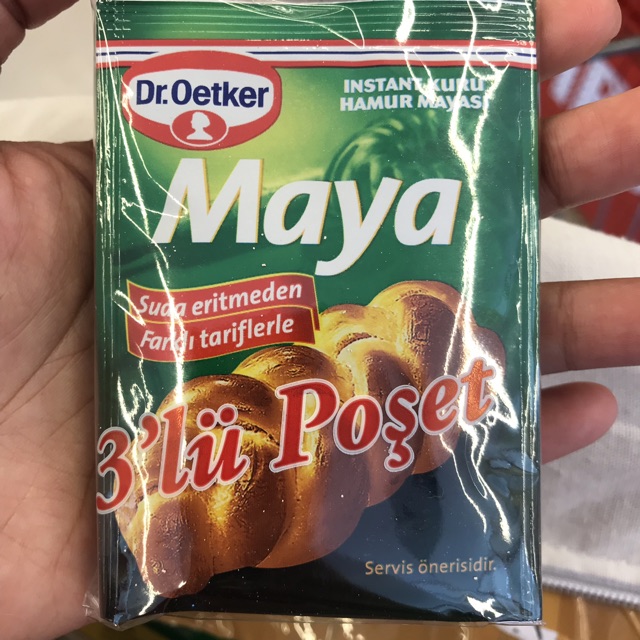 Dr.Oetker
INSTANT KURU
HAMUR MAYASI
Maya
Suda eritmeden
Farklı tariflerle
3'lü Poşet
Servis önerisidir.